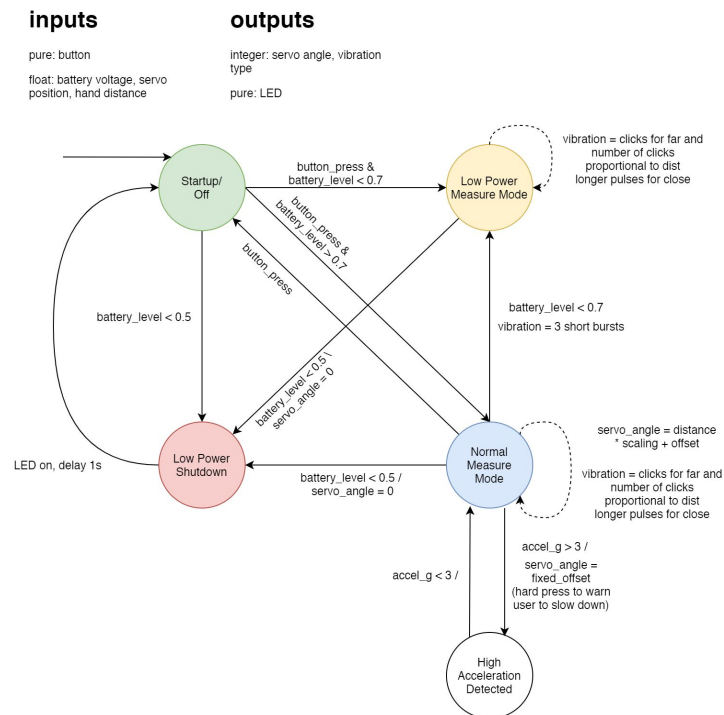 inputs
outputs
pure: button
float: battery voltage, servo
position, hand distance
integer: servo angle, vibration
type
pure: LED
Startup/
Off
button_press &
battery_level < 0.7
Low Power
Measure Mode
vibration = clicks for far and
number of clicks
proportional to dist
longer pulses for close
button_press &
battery_level > 0.7
button_press
battery_level < 0.5
battery_level < 0.7
vibration = 3 short bursts
battery_level < 0.5 \
servo_angle = 0
LED on, delay 1s
Low Power
Shutdown
battery_level < 0.5 /
servo_angle = 0
Normal
Measure
Mode
servo_angle = distance
* scaling + offset
vibration = clicks for far and
number of clicks
proportional to dist
longer pulses for close
accel_g < 3 /
accel_g > 3 /
servo_angle =
fixed_offset
(hard press to warn
user to slow down)
High
Acceleration
Detected